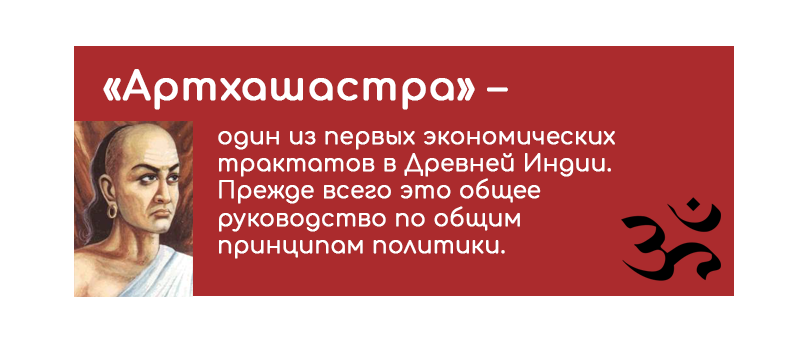 «Артхашастра» –
один из первых экономических
трактатов в Древней Индии.
Прежде всего это общее
руководство по общим
принципам политики.
ॐ